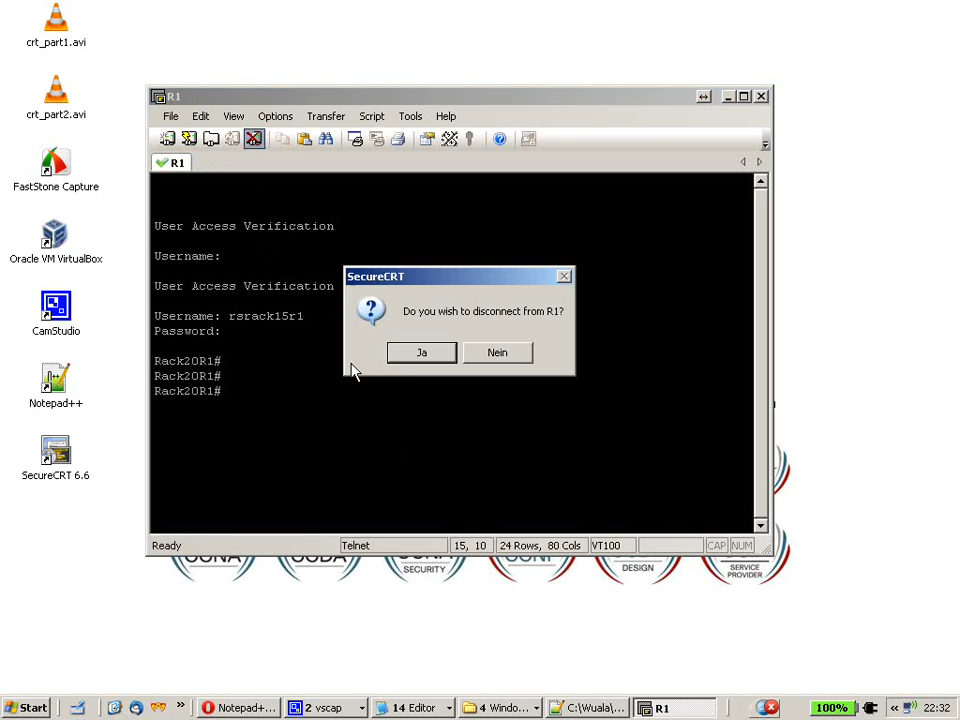 crt_part1.avi
crt_part2.avi
FastStone Capture
Oracle VM VirtualBox
CamStudio
Notepad++
SecureCRT 6.6
R1
File Edit View Options Transfer Script Tools Help
R1
User Access Verification
Username:
User Access Verification
Username: rsrack15r1
Password:
Rack20R1#
Rack20R1#
Rack20R1#
SecureCRT
Do you wish to disconnect from R1?
Ja Nein
Ready Telnet 15, 10 24 Rows, 80 Cols VT100 CAP NUM
SECURITY
DESIGN
SERVICE
PROVIDER
Start Notepad+... 2 vscap 14 Editor 4 Windo... C:\Wuala\... R1 100% 22:32